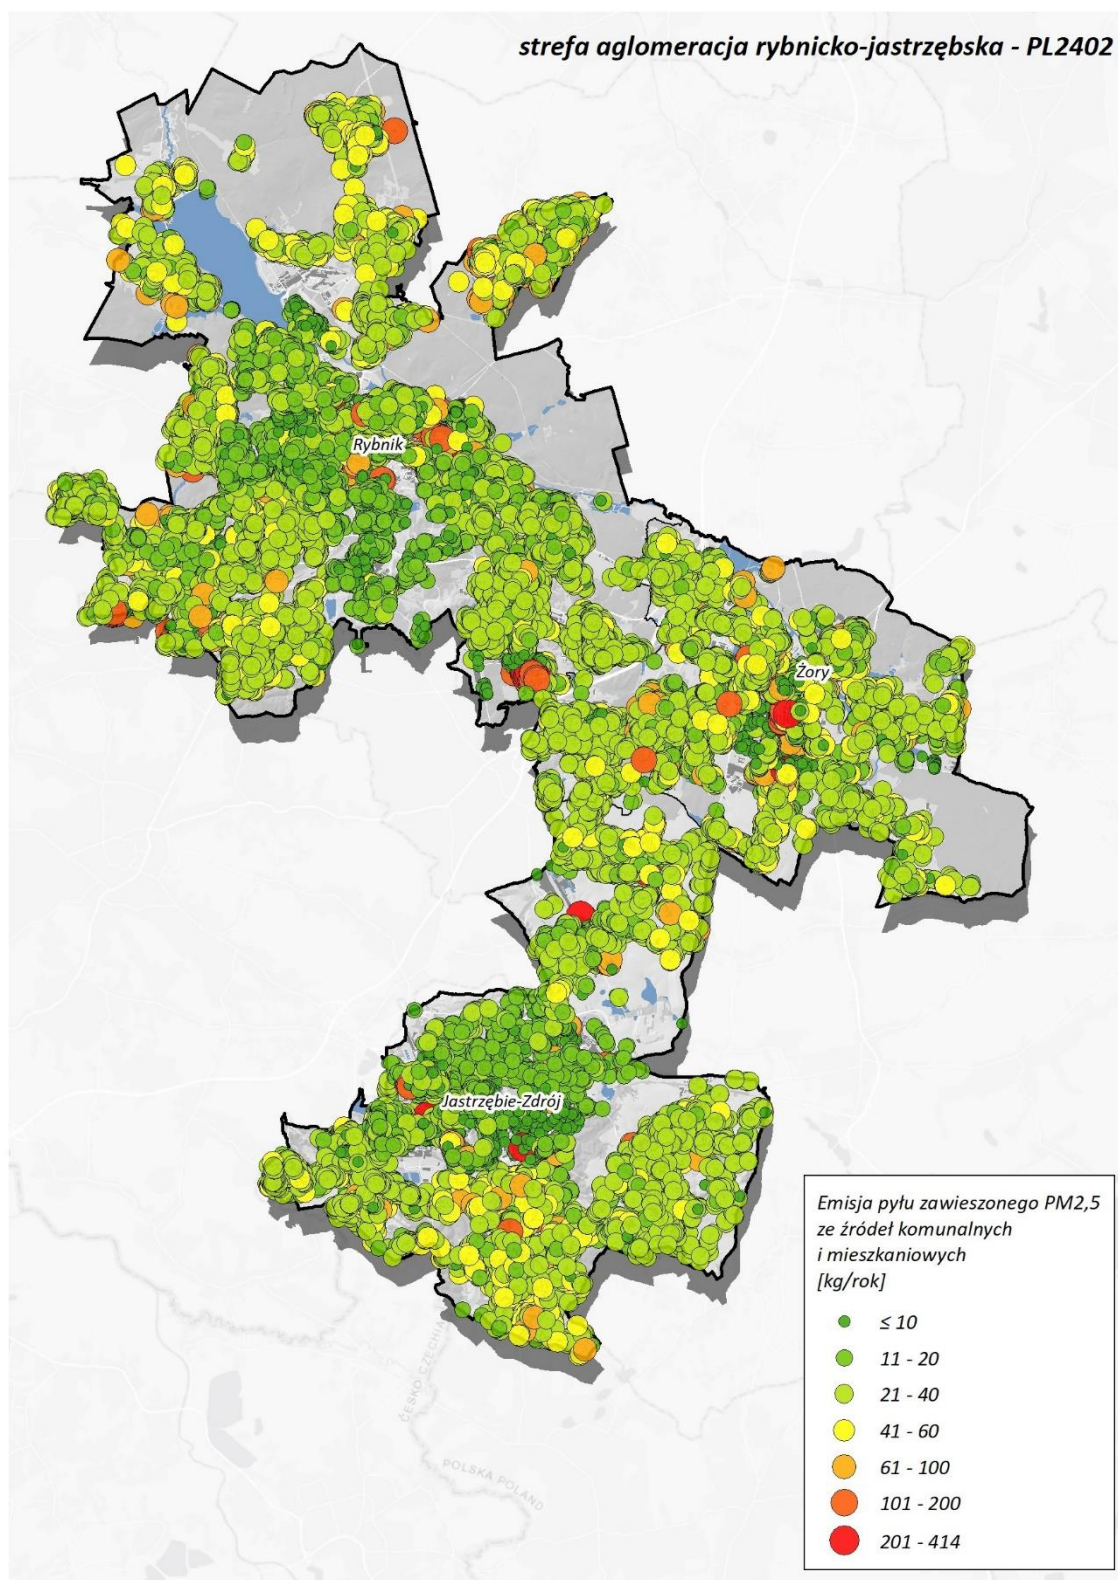 strefa aglomeracja rybnicko-jastrzębska - PL2402
Rybnik
Żory
Jastrzębie-Zdrój
Emisja pyłu zawieszonego PM2,5
ze źródeł komunalnych
i mieszkaniowych
[kg/rok]
≤ 10
11 - 20
21 - 40
41 - 60
61 - 100
101 - 200
201 - 414
ČESKO CZECHIA
POLSKA POLAND